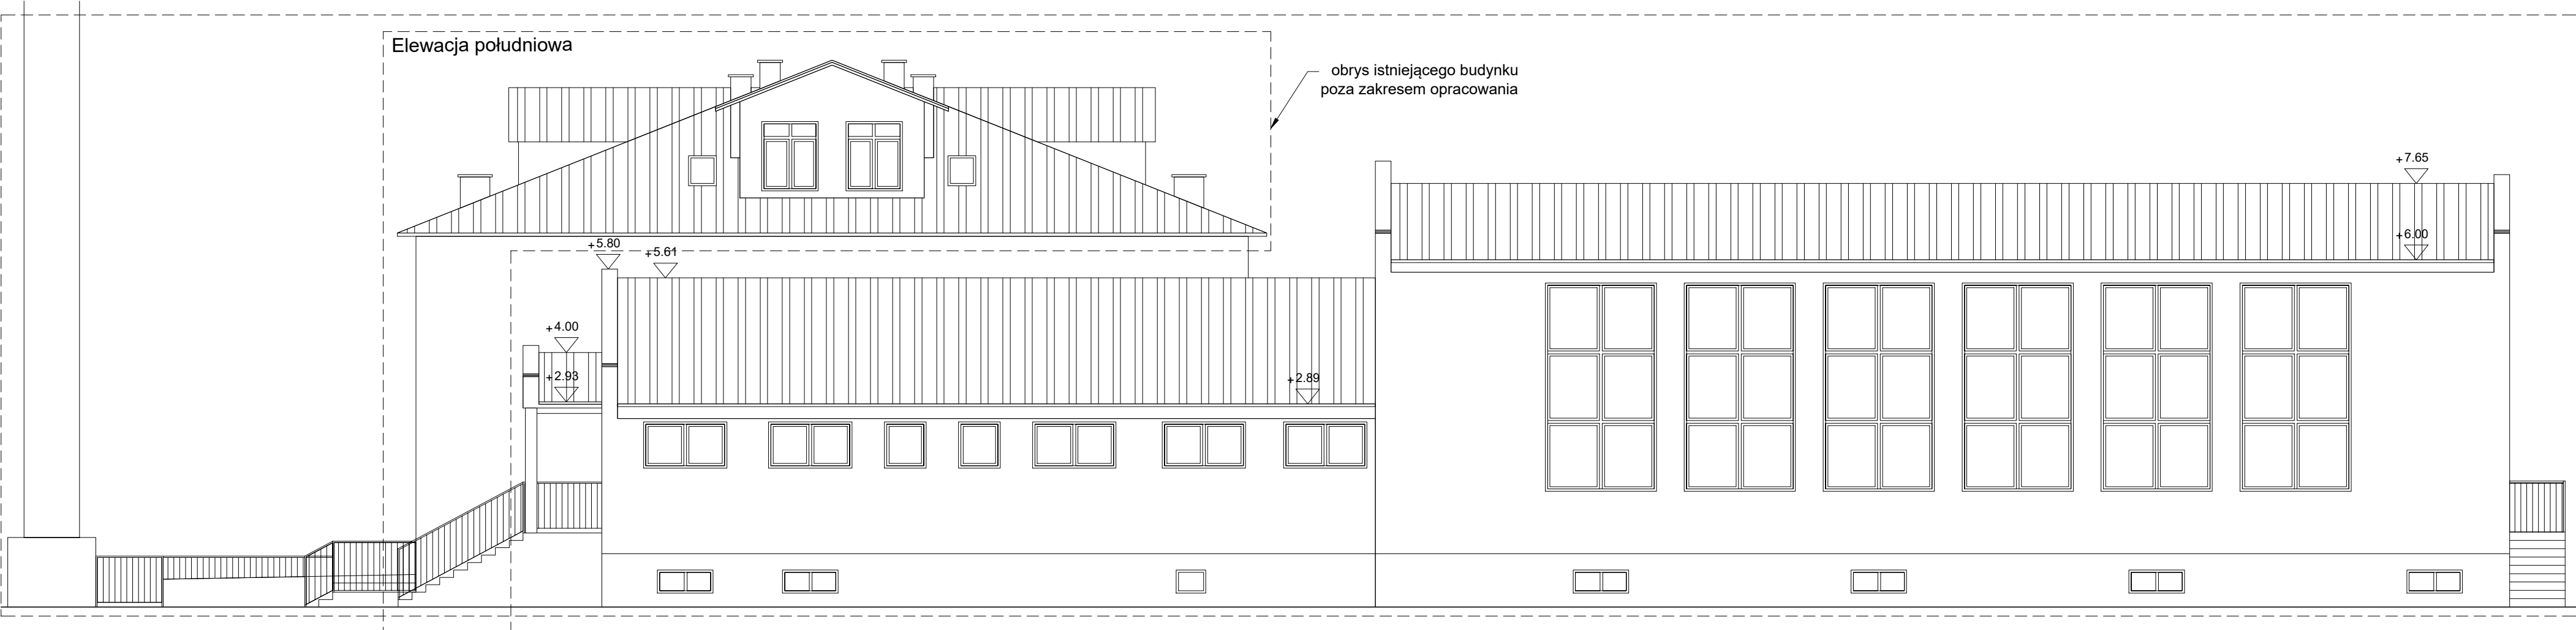 Elewacja południowa
obrys istniejącego budynku
poza zakresem opracowania
+7.65
+6.00
+5.80
+5.61
+4.00
+2.93
+2.89